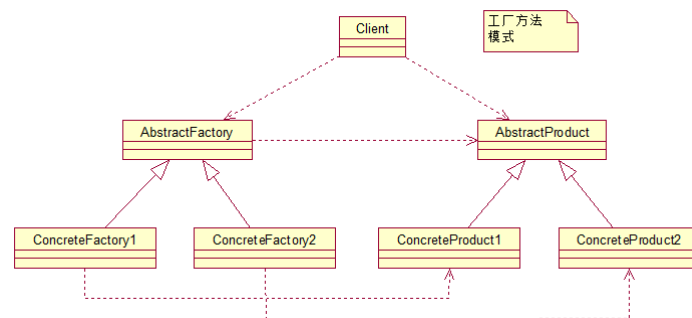 Client
工厂方法
模式
AbstractFactory
AbstractProduct
ConcreteFactory1
ConcreteFactory2
ConcreteProduct1
ConcreteProduct2